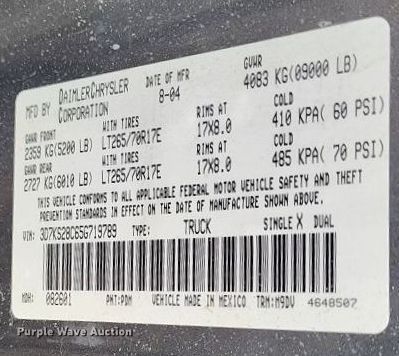 MFD BY DAIMLERCHRYSLER CORPORATION DATE OF MFR 8-04 GVWR 4083 KG(09000 LB)
GAWR FRONT WITH TIRES RIMS AT COLD
2359 KG(5200 LB) LT265/70R17E 17X8.0 410 KPA( 60 PSI)
GAWR REAR WITH TIRES RIMS AT COLD
2727 KG(6010 LB) LT265/70R17E 17X8.0 485 KPA( 70 PSI)
THIS VEHICLE CONFORMS TO ALL APPLICABLE FEDERAL MOTOR VEHICLE SAFETY AND THEFT
PREVENTION STANDARDS IN EFFECT ON THE DATE OF MANUFACTURE SHOWN ABOVE.
VIN: 3D7KS28C65G719789 TYPE: TRUCK SINGLE X DUAL
MDH: 082601 PNT:PDM VEHICLE MADE IN MEXICO TRM:M9DV 4648507
Purple Wave Auction